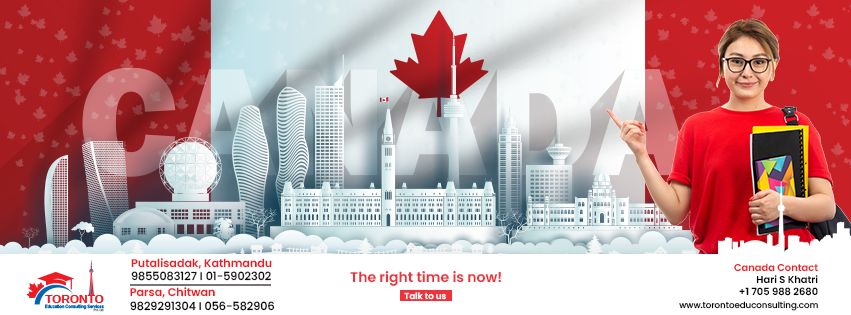 CANADA
TORONTO
Education Consulting Services
Putalisadak, Kathmandu
9855083127 | 01-5902302
Parsa, Chitwan
9829291304 | 056-582906
The right time is now!
Talk to us
Canada Contact
Hari S Khatri
+1 705 988 2680
www.torontoeduconsulting.com